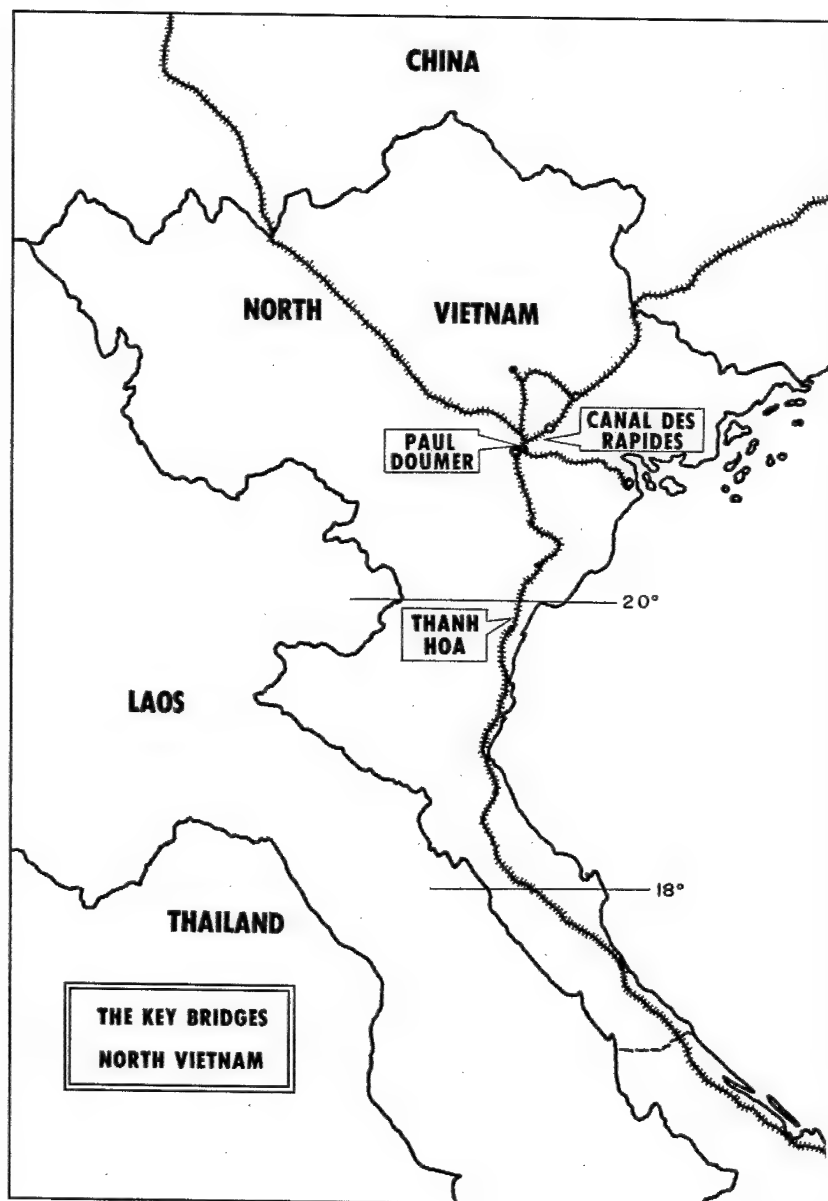 CHINA
NORTH VIETNAM
CANAL DES
RAPIDES
PAUL
DOUMER
20°
THANH
HOA
LAOS
18°
THAILAND
THE KEY BRIDGES
NORTH VIETNAM